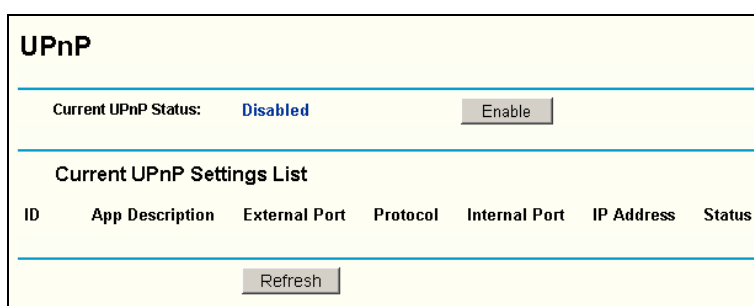 UPnP
Current UPnP Status: Disabled Enable
Current UPnP Settings List
ID App Description External Port Protocol Internal Port IP Address Status
Refresh